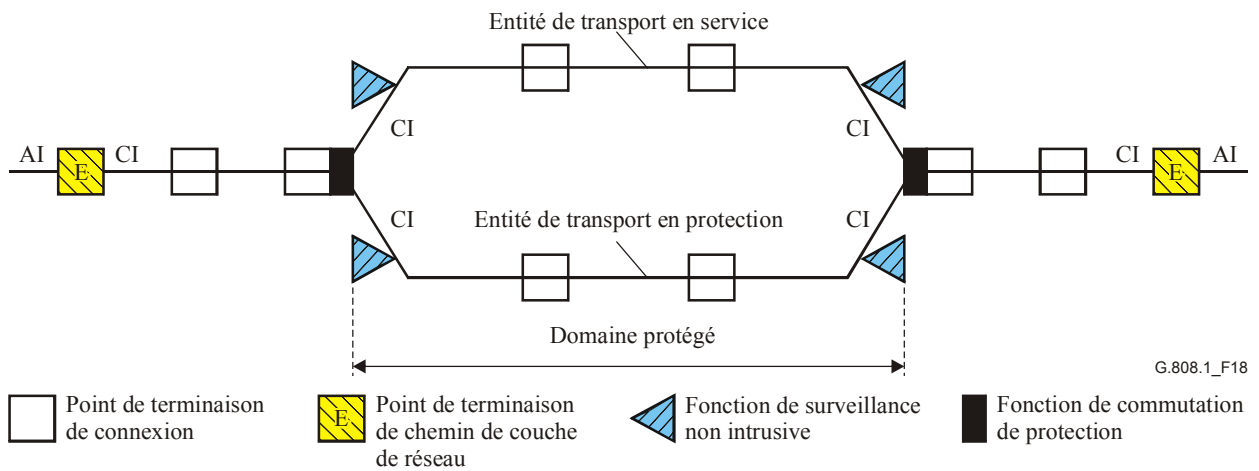 Entité de transport en service
CI
CI
AI
E
CI
CI
E
AI
CI
CI
Entité de transport en protection
Domaine protégé
G.808.1_F18
Point de terminaison
de connexion
E
Point de terminaison
de chemin de couche
de réseau
Fonction de surveillance
non intrusive
Fonction de commutation
de protection